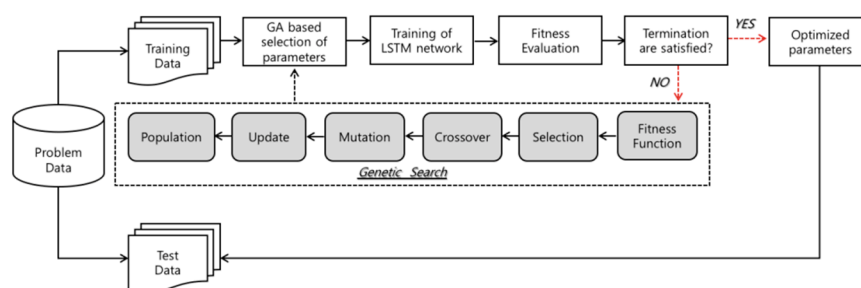 Training
Data
GA based
selection of
parameters
Training of
LSTM network
Fitness
Evaluation
Termination
are satisfied?
YES
Optimized
parameters
NO
Problem
Data
Population
Update
Mutation
Crossover
Selection
Fitness
Function
Genetic Search
Test
Data